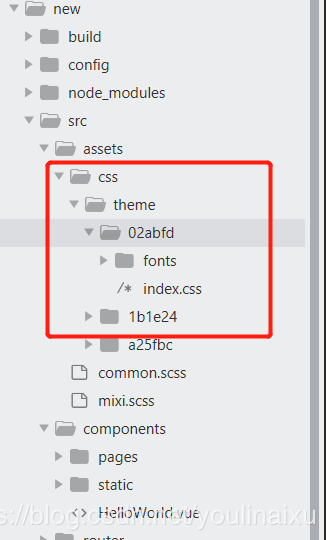 new
build
config
node_modules
src
assets
css
theme
02abfd
fonts
/* index.css
1b1e24
a25fbc
common.scss
mixi.scss
components
pages
static
<> HelloWorld.vue
router
s://blog.csdn.net/youlinaixu